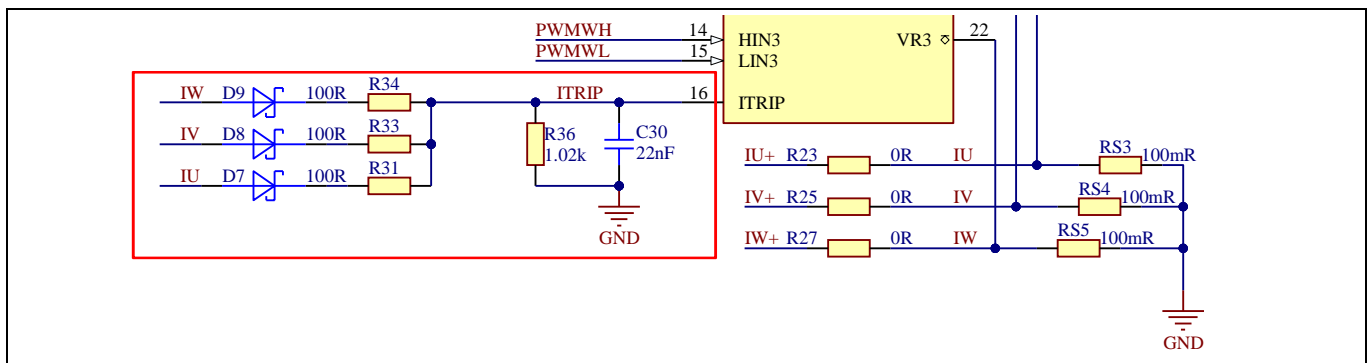 PWMWH 14 HIN3 VR3 22
PWMWL 15 LIN3
IW D9 100R R34 ITRIP 16 ITRIP
IV D8 100R R33 R36 1.02k C30 22nF
IU D7 100R R31
GND
IU+ R23 0R IU RS3 100mR
IV+ R25 0R IV RS4 100mR
IW+ R27 0R IW RS5 100mR
GND